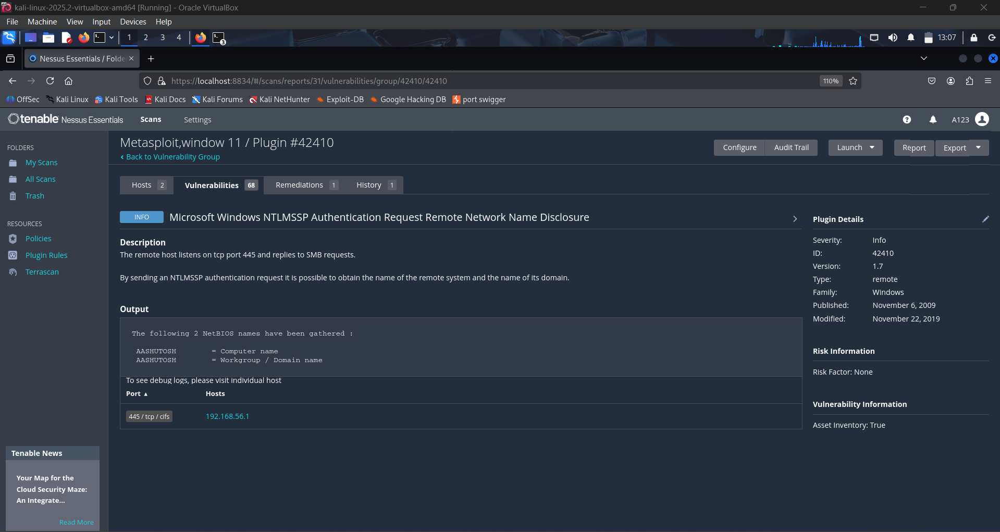 kali-linux-2025.2-virtualbox-amd64 [Running] - Oracle VirtualBox
File Machine View Input Devices Help
1 2 3 4 3 13:07
Nessus Essentials / Folde
https://localhost:8834/#/scans/reports/31/vulnerabilities/group/42410/42410 110%
OffSec Kali Linux Kali Tools Kali Docs Kali Forums Kali NetHunter Exploit-DB Google Hacking DB port swigger
tenable Nessus Essentials Scans Settings A123
FOLDERS
My Scans
All Scans
Trash
RESOURCES
Policies
Plugin Rules
Terrascan
Tenable News
Your Map for the
Cloud Security Maze:
An Integrate...
Read More
Metasploit,window 11 / Plugin #42410
Back to Vulnerability Group
Configure Audit Trail Launch Report Export
Hosts 2 Vulnerabilities 68 Remediations 1 History 1
INFO Microsoft Windows NTLMSSP Authentication Request Remote Network Name Disclosure
Description
The remote host listens on tcp port 445 and replies to SMB requests.
By sending an NTLMSSP authentication request it is possible to obtain the name of the remote system and the name of its domain.
Output
The following 2 NetBIOS names have been gathered :
AASHUTOSH = Computer name
AASHUTOSH = Workgroup / Domain name
To see debug logs, please visit individual host
Port ▲ Hosts
445 / tcp / cifs 192.168.56.1
Plugin Details
Severity: Info
ID: 42410
Version: 1.7
Type: remote
Family: Windows
Published: November 6, 2009
Modified: November 22, 2019
Risk Information
Risk Factor: None
Vulnerability Information
Asset Inventory: True